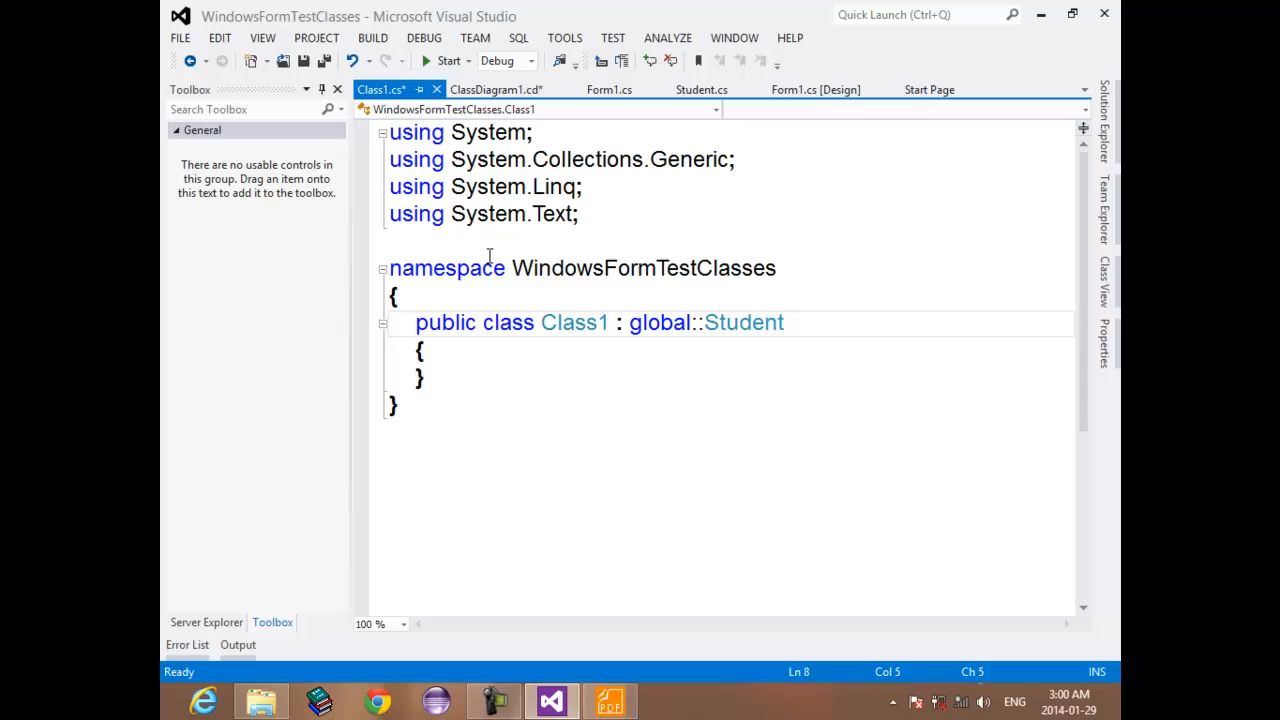 WindowsFormTestClasses - Microsoft Visual Studio
Quick Launch (Ctrl+Q)
FILE EDIT VIEW PROJECT BUILD DEBUG TEAM SQL TOOLS TEST ANALYZE WINDOW HELP
Start Debug
Toolbox
Class1.cs* ClassDiagram1.cd* Form1.cs Student.cs Form1.cs [Design] Start Page
Search Toolbox
WindowsFormTestClasses.Class1
General
There are no usable controls in
this group. Drag an item onto
this text to add it to the toolbox.
using System;
using System.Collections.Generic;
using System.Linq;
using System.Text;
namespace WindowsFormTestClasses
{
public class Class1 : global::Student
{
}
}
Solution Explorer
Team Explorer
Class View
Properties
100 %
Server Explorer Toolbox
Error List Output
Ready Ln 8 Col 5 Ch 5 INS
PDF
ENG
3:00 AM
2014-01-29